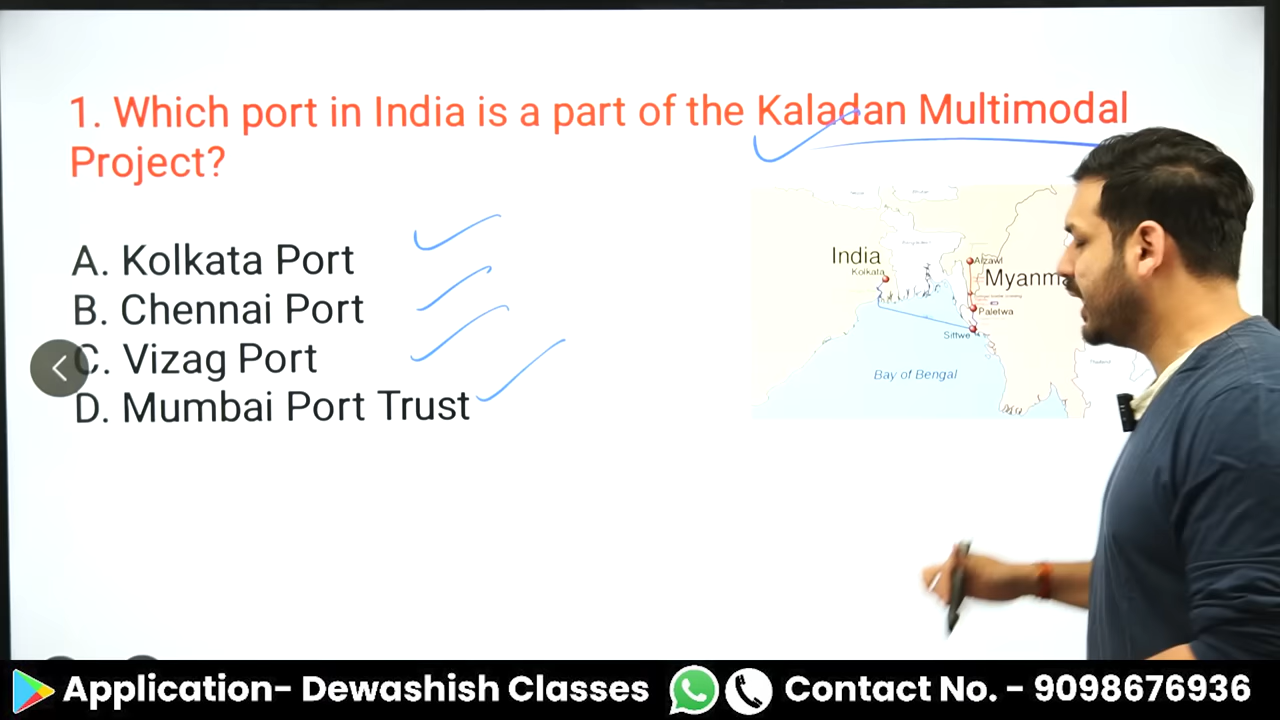 1. Which port in India is a part of the Kaladan Multimodal
Project?
A. Kolkata Port
B. Chennai Port
C. Vizag Port
D. Mumbai Port Trust
India
Kolkata
Aizawl
Paletwa
Sittwe
Bay of Bengal
Application- Dewashish Classes
Contact No. - 9098676936